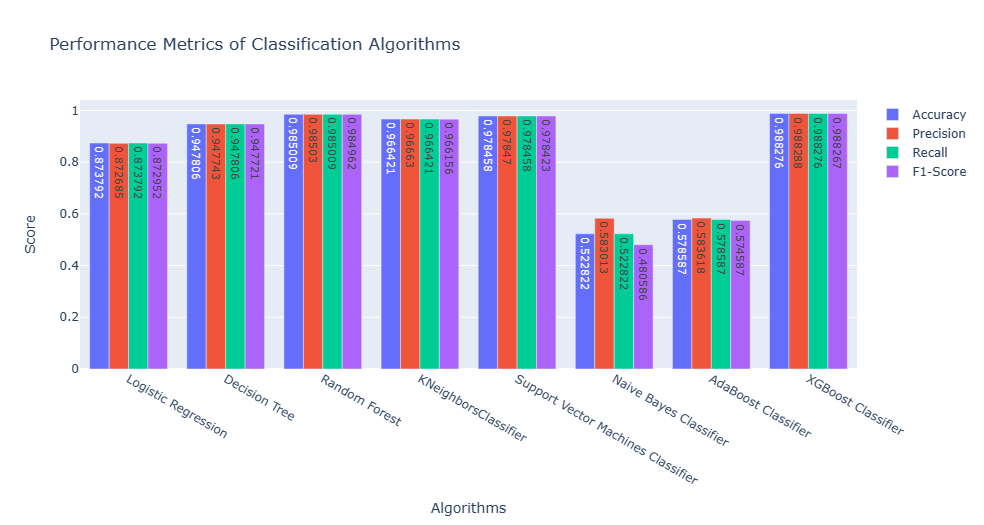 Performance Metrics of Classification Algorithms
Accuracy
Precision
Recall
F1-Score
Score
1
0.8
0.6
0.4
0.2
0
0.873792
0.872685
0.873792
0.872952
0.947806
0.947743
0.947806
0.947721
0.985009
0.98503
0.985009
0.984962
0.966421
0.96663
0.966421
0.966156
0.978458
0.97847
0.978458
0.978423
0.522822
0.583013
0.522822
0.480586
0.578587
0.583618
0.578587
0.574587
0.988276
0.988288
0.988276
0.988267
Logistic Regression
Decision Tree
Random Forest
KNeighborsClassifier
Support Vector Machines Classifier
Naive Bayes Classifier
AdaBoost Classifier
XGBoost Classifier
Algorithms